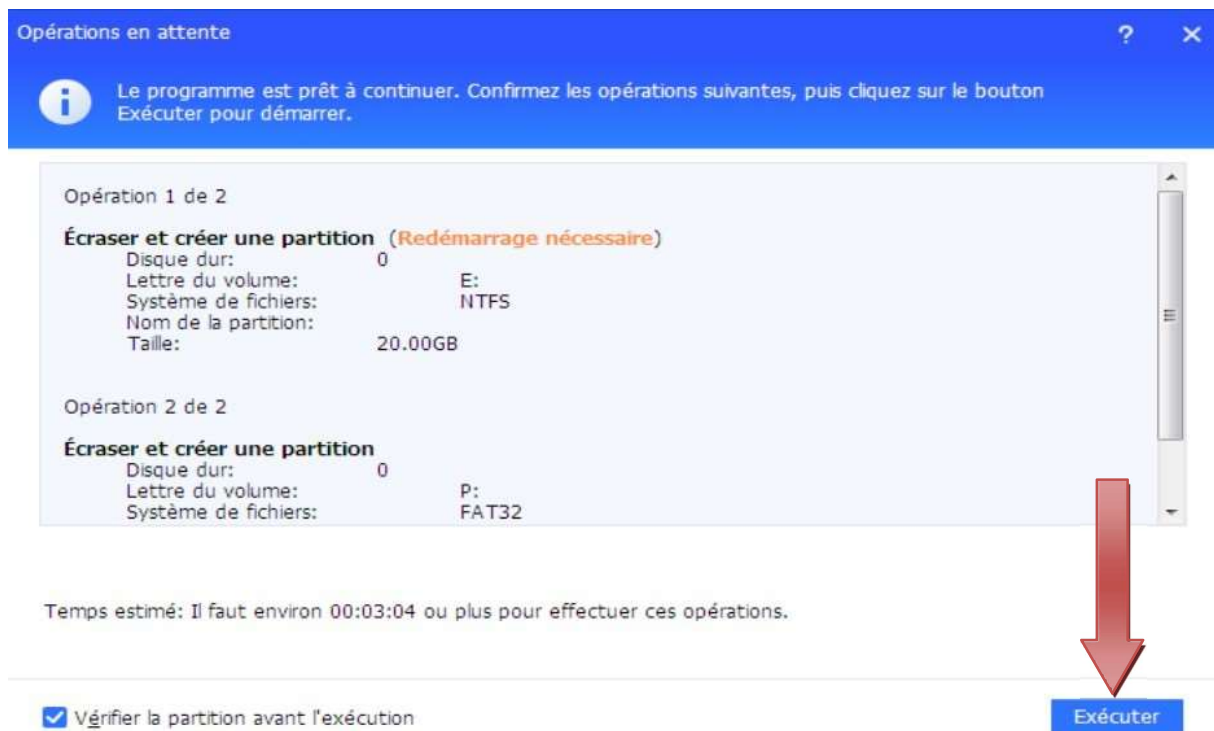 Opérations en attente
Le programme est prêt à continuer. Confirmez les opérations suivantes, puis cliquez sur le bouton
Exécuter pour démarrer.
Opération 1 de 2
Écraser et créer une partition (Redémarrage nécessaire)
Disque dur: 0
Lettre du volume: E:
Système de fichiers: NTFS
Nom de la partition:
Taille: 20.00GB
Opération 2 de 2
Écraser et créer une partition
Disque dur: 0
Lettre du volume: P:
Système de fichiers: FAT32
Temps estimé: Il faut environ 00:03:04 ou plus pour effectuer ces opérations.
Vérifier la partition avant l'exécution
Exécuter